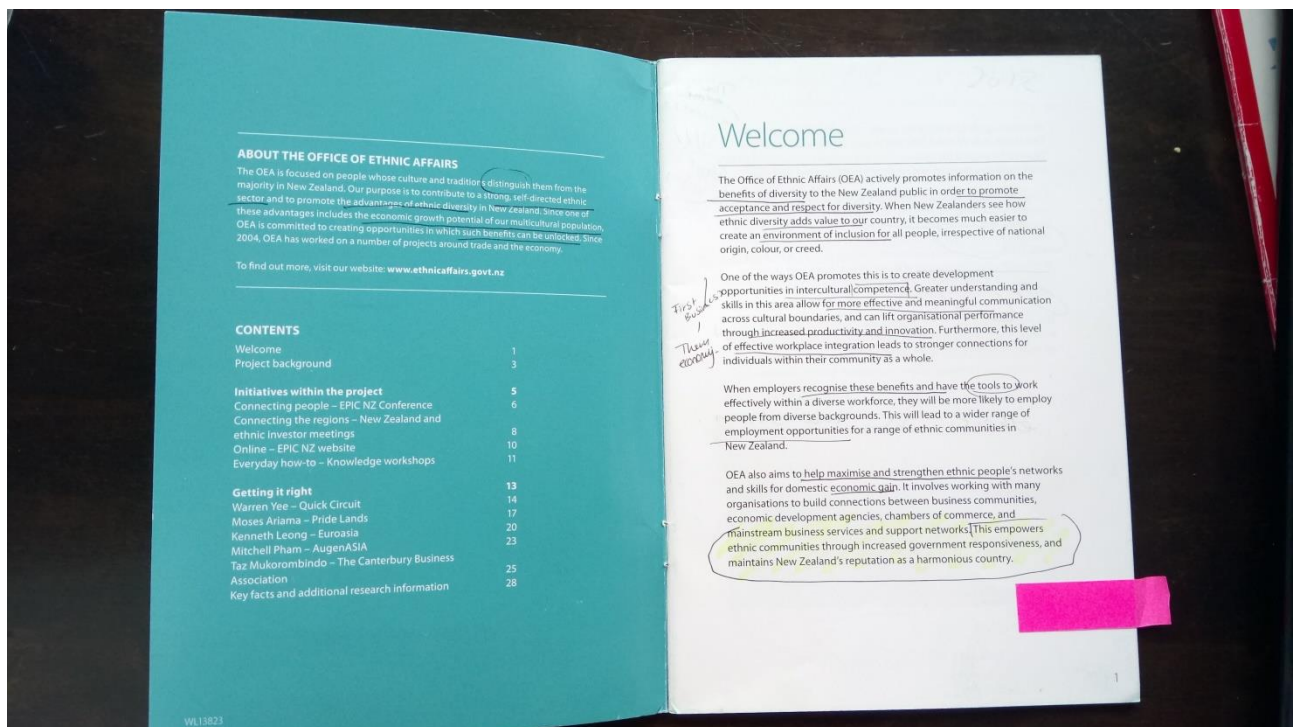 ABOUT THE OFFICE OF ETHNIC AFFAIRS
The OEA is focused on people whose culture and traditions distinguish them from the
majority in New Zealand. Our purpose is to contribute to a strong, self-directed ethnic
sector and to promote the advantages of ethnic diversity in New Zealand. Since one of
these advantages includes the economic growth potential of our multicultural population,
OEA is committed to creating opportunities in which such benefits can be unlocked. Since
2004, OEA has worked on a number of projects around trade and the economy.
To find out more, visit our website: www.ethnicaffairs.govt.nz
CONTENTS
Welcome 1
Project background 3
Initiatives within the project 5
Connecting people – EPIC NZ Conference 6
Connecting the regions – New Zealand and
ethnic investor meetings 8
Online – EPIC NZ website 10
Everyday how-to – Knowledge workshops 11
Getting it right 13
Warren Yee – Quick Circuit 14
Moses Ariama – Pride Lands 17
Kenneth Leong – Euroasia 20
Mitchell Pham – AugenASIA 23
Taz Mukorombindo – The Canterbury Business
Association 25
Key facts and additional research information 28
WL13823
Welcome
The Office of Ethnic Affairs (OEA) actively promotes information on the
benefits of diversity to the New Zealand public in order to promote
acceptance and respect for diversity. When New Zealanders see how
ethnic diversity adds value to our country, it becomes much easier to
create an environment of inclusion for all people, irrespective of national
origin, colour, or creed.
One of the ways OEA promotes this is to create development
opportunities in intercultural competence. Greater understanding and
skills in this area allow for more effective and meaningful communication
across cultural boundaries, and can lift organisational performance
through increased productivity and innovation. Furthermore, this level
of effective workplace integration leads to stronger connections for
individuals within their community as a whole.
First
Business
Then
economy.
When employers recognise these benefits and have the tools to work
effectively within a diverse workforce, they will be more likely to employ
people from diverse backgrounds. This will lead to a wider range of
employment opportunities for a range of ethnic communities in
New Zealand.
OEA also aims to help maximise and strengthen ethnic people's networks
and skills for domestic economic gain. It involves working with many
organisations to build connections between business communities,
economic development agencies, chambers of commerce, and
mainstream business services and support networks. This empowers
ethnic communities through increased government responsiveness, and
maintains New Zealand's reputation as a harmonious country.
1